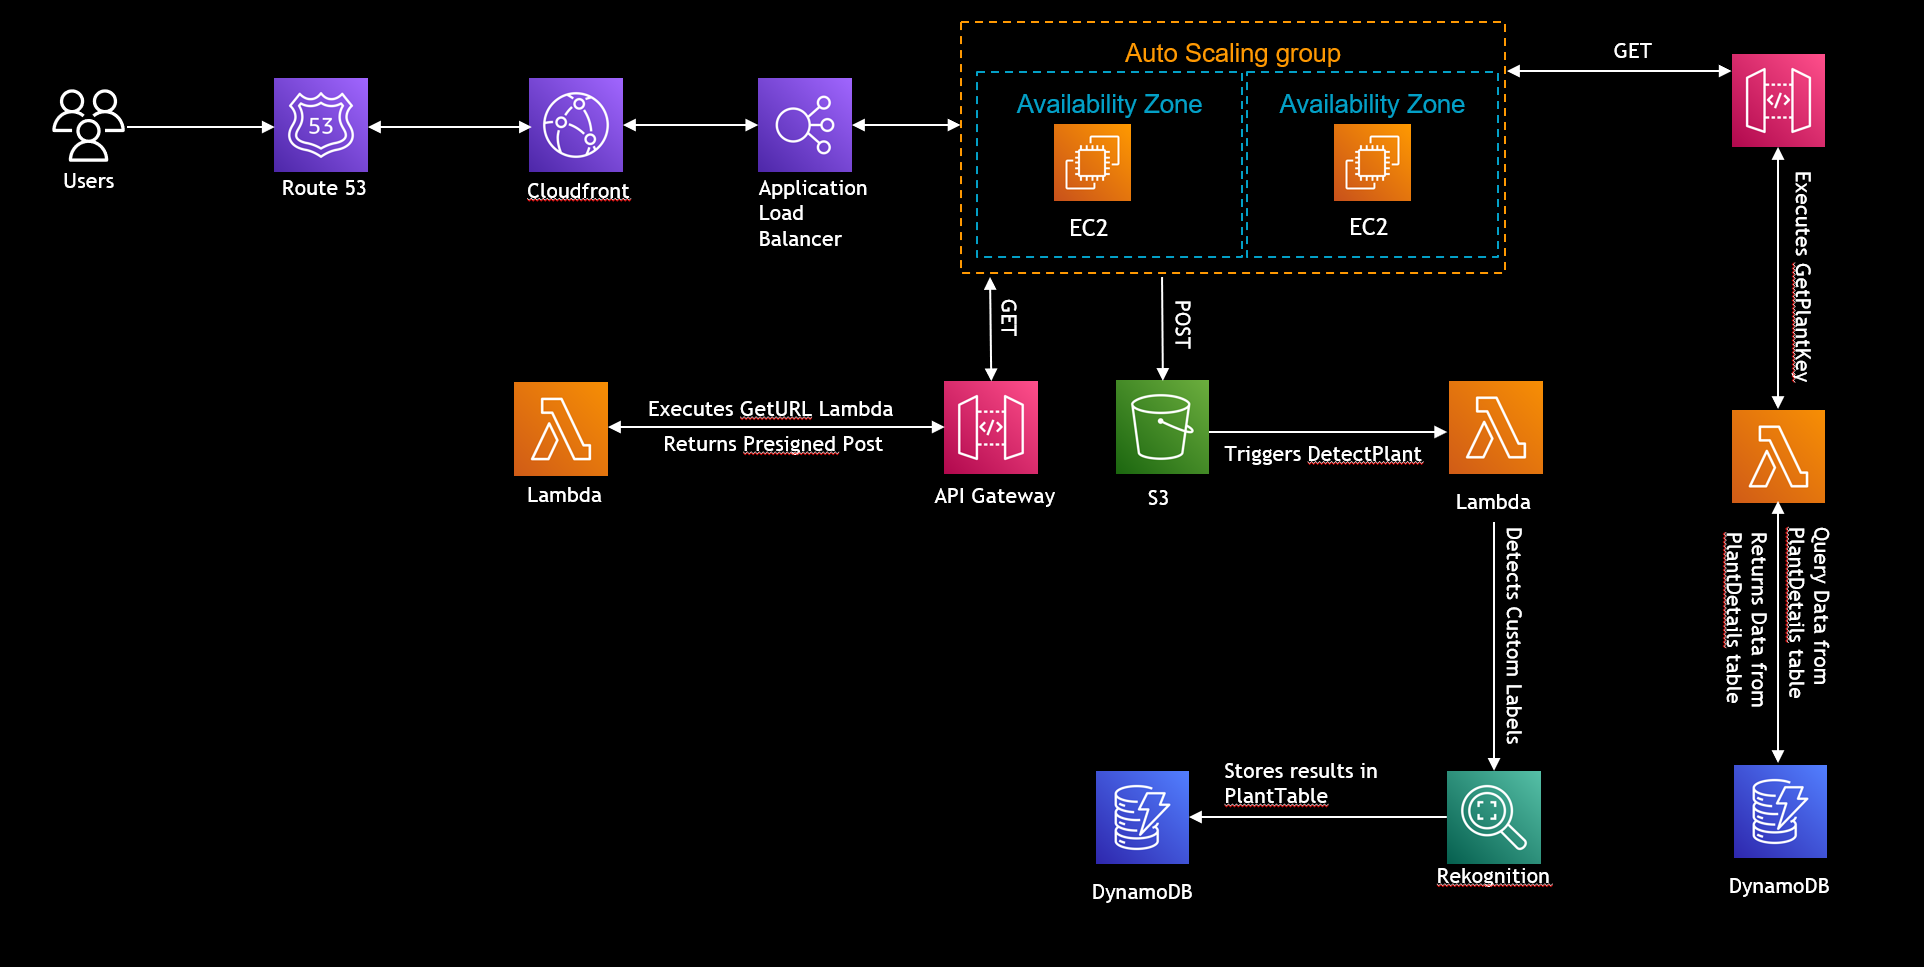 Auto Scaling group
Availability Zone
Availability Zone
GET
53
</>
Users
Route 53
Cloudfront
Application
Load
Balancer
EC2
EC2
Executes GetPlantKey
GET
POST
Executes GetURL Lambda
Returns Presigned Post
</>
Triggers DetectPlant
Lambda
API Gateway
S3
Lambda
Detects Custom Labels
Query Data from
PlantDetails table
Returns Data from
PlantDetails table
Stores results in
PlantTable
DynamoDB
Rekognition
DynamoDB